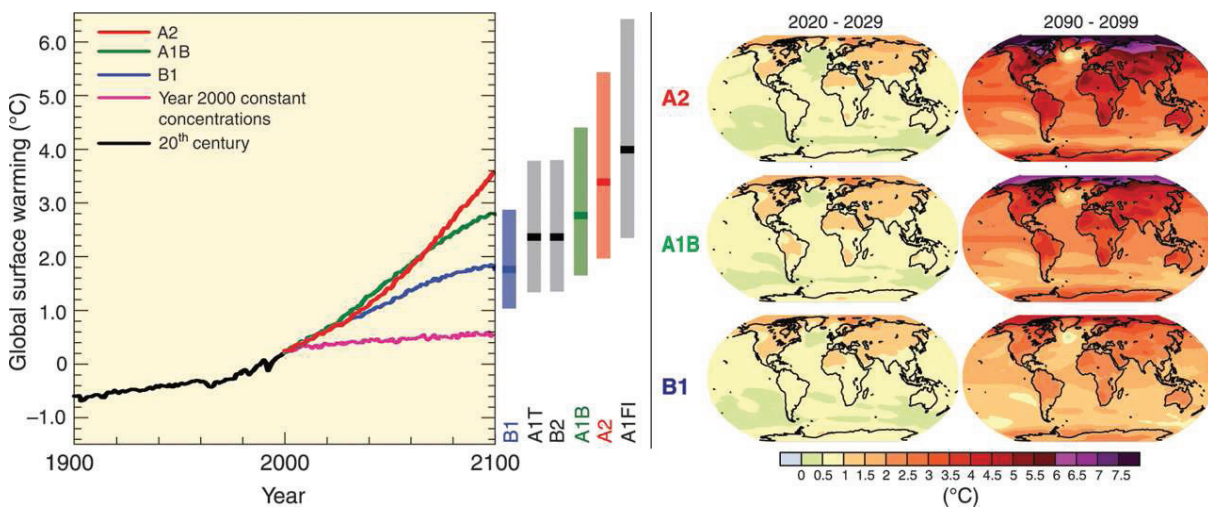 6.0
5.0
4.0
3.0
2.0
1.0
0
−1.0
Global surface warming (°C)
A2
A1B
B1
Year 2000 constant
concentrations
20th century
1900
2000
2100
Year
B1
A1T
B2
A1B
A2
A1FI
2020 - 2029
2090 - 2099
A2
A1B
B1
0 0.5 1 1.5 2 2.5 3 3.5 4 4.5 5 5.5 6 6.5 7 7.5
(°C)